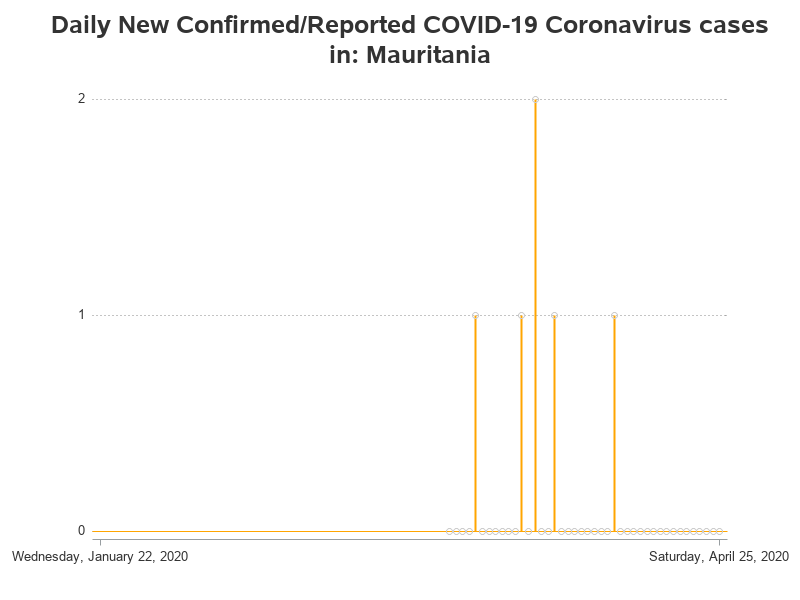 Daily New Confirmed/Reported COVID-19 Coronavirus cases
in: Mauritania
2
1
0
Wednesday, January 22, 2020 Saturday, April 25, 2020